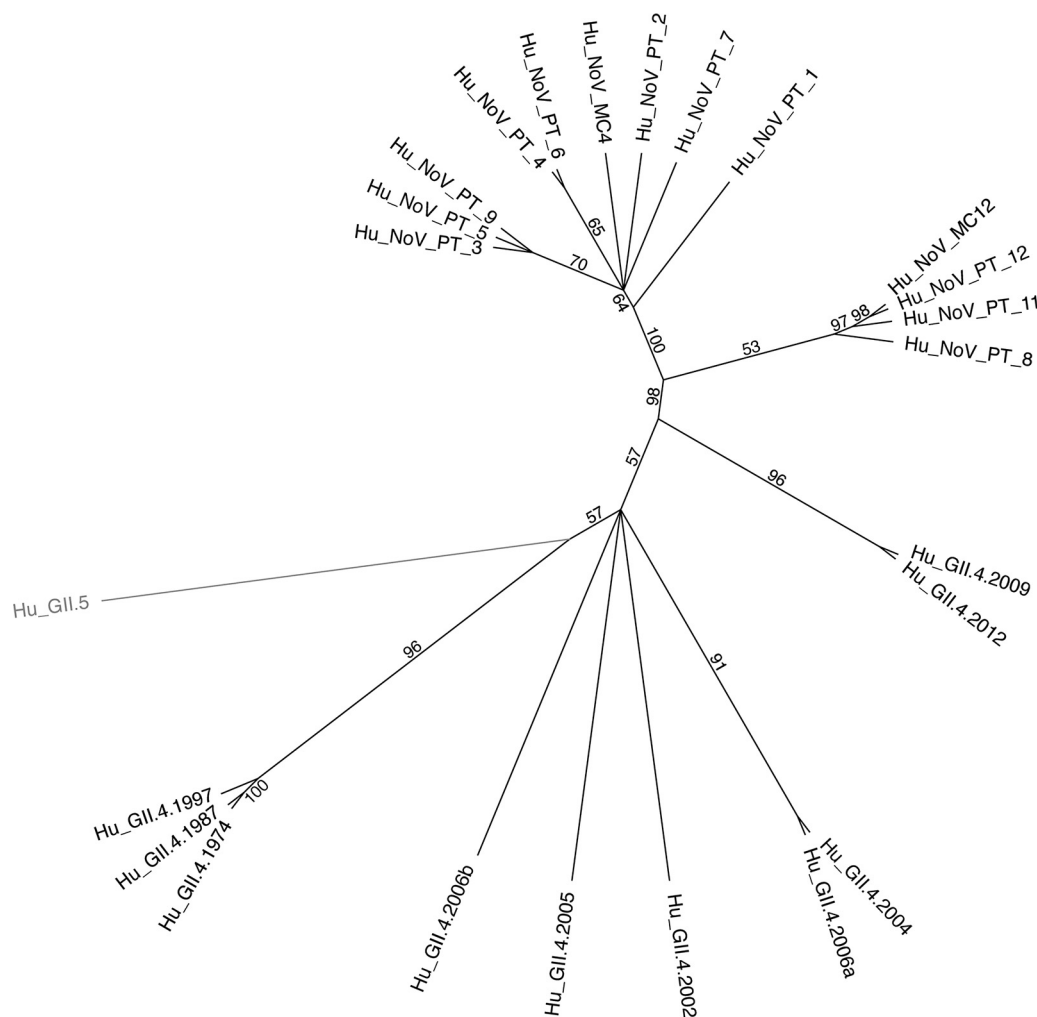 Hu_NoV_PT_2
Hu_NoV_MC4
Hu_NoV_PT_7
Hu_NoV_PT_6
Hu_NoV_PT_1
Hu_NoV_PT_4
Hu_NoV_PT_9
Hu_NoV_PT_5
Hu_NoV_PT_3
65
70
64
100
Hu_NoV_MC12
Hu_NoV_PT_12
Hu_NoV_PT_11
Hu_NoV_PT_8
97
98
53
98
57
96
57
Hu_GII.4.2009
Hu_GII.4.2012
Hu_GII.5
96
91
100
Hu_GII.4.1997
Hu_GII.4.1987
Hu_GII.4.1974
Hu_GII.4.2006b
Hu_GII.4.2005
Hu_GII.4.2002
Hu_GII.4.2004
Hu_GII.4.2006a